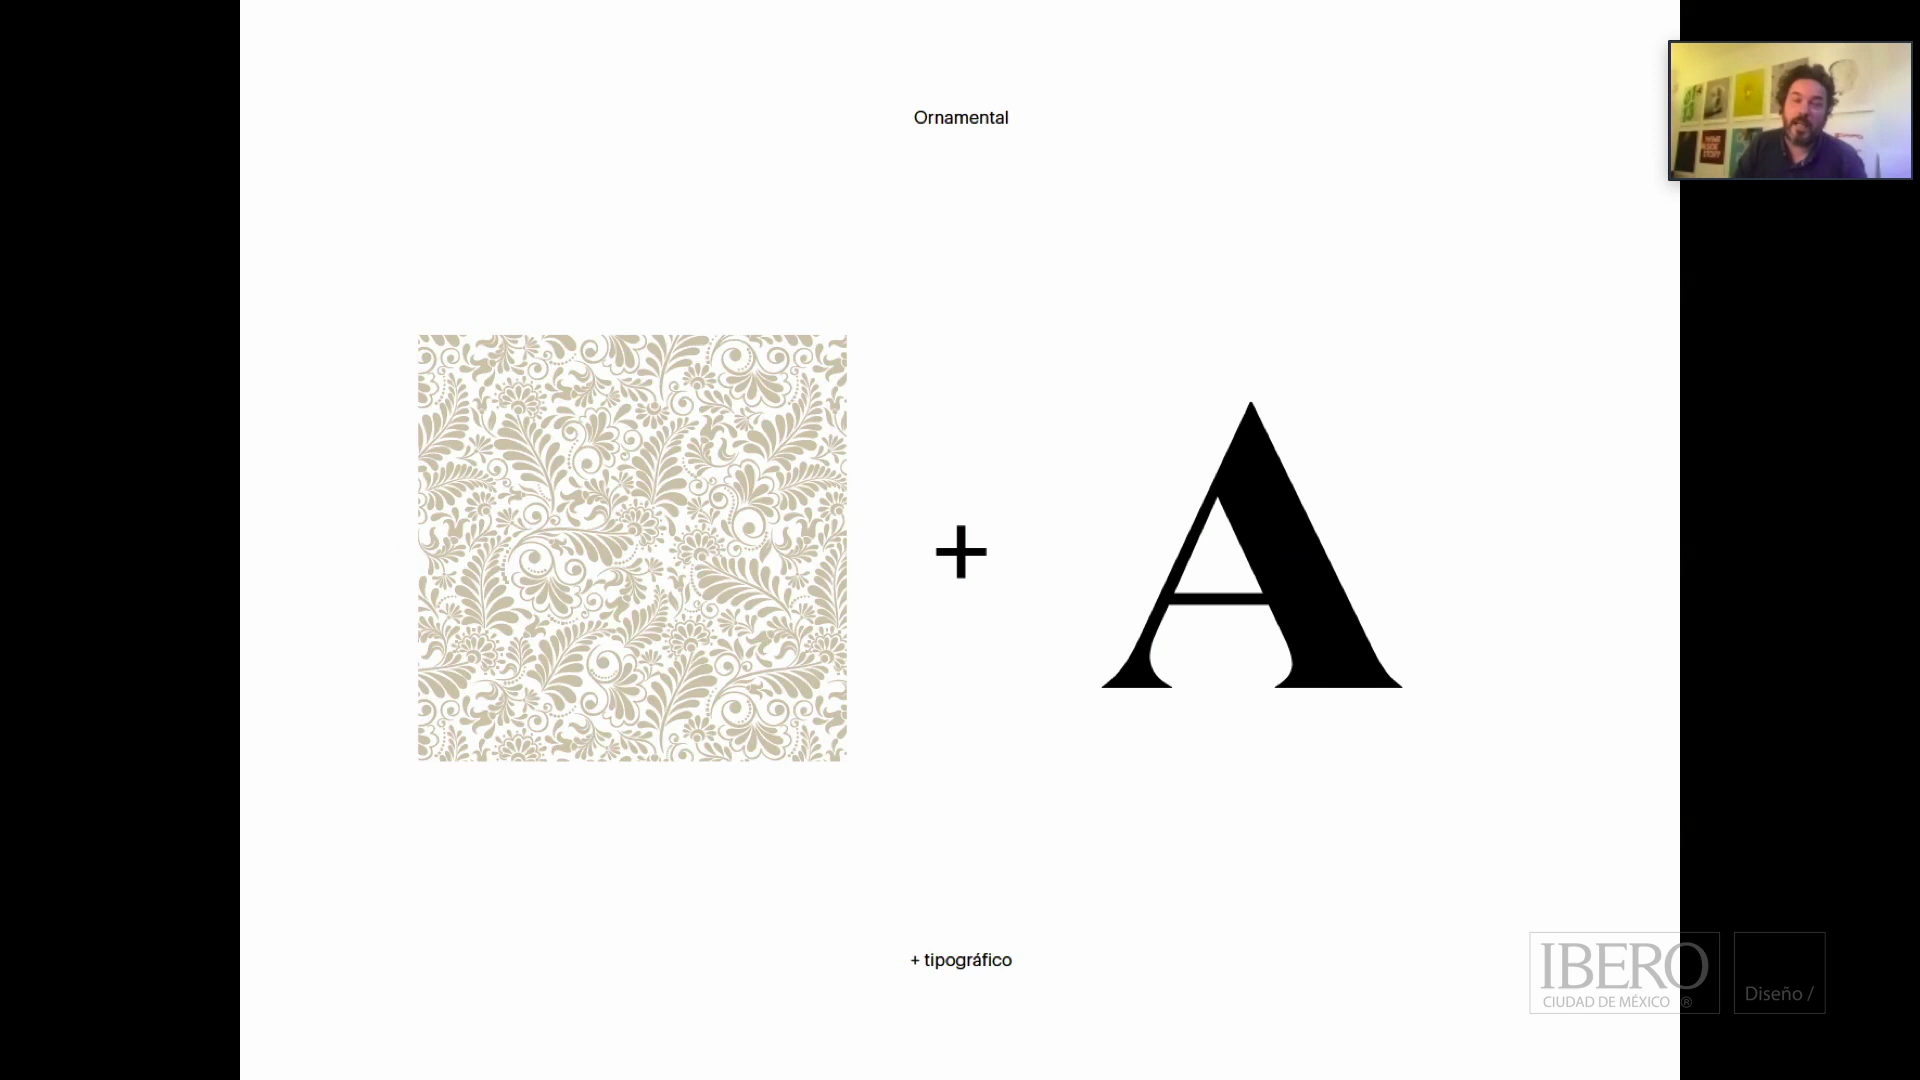 Ornamental
+
A
+ tipográfico
IBERO
CIUDAD DE MÉXICO ®
Diseño /